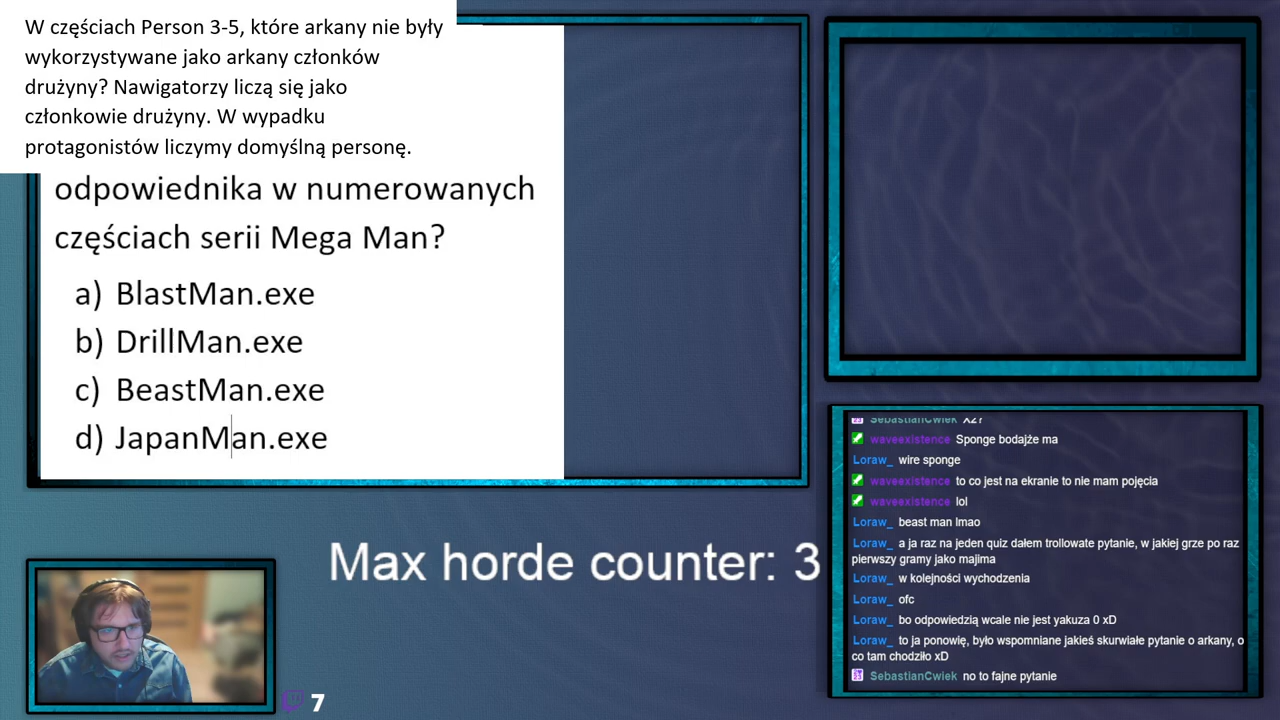 W częściach Person 3-5, które arkany nie były
wykorzystywane jako arkany członków
drużyny? Nawigatorzy liczą się jako
członkowie drużyny. W wypadku
protagonistów liczymy domyślną personę.
odpowiednika w numerowanych
częściach serii Mega Man?
a) BlastMan.exe
b) DrillMan.exe
c) BeastMan.exe
d) JapanMan.exe
Max horde counter: 3
7
SebastianCwiek X2?
waveexistence Sponge bodajże ma
Loraw_ wire sponge
waveexistence to co jest na ekranie to nie mam pojęcia
waveexistence lol
Loraw_ beast man lmao
Loraw_ a ja raz na jeden quiz dałem trollowate pytanie, w jakiej grze po raz
pierwszy gramy jako majima
Loraw_ w kolejności wychodzenia
Loraw_ ofc
Loraw_ bo odpowiedzią wcale nie jest yakuza 0 xD
Loraw_ to ja ponowię, było wspomniane jakieś skurwiałe pytanie o arkany, o
co tam chodziło xD
SebastianCwiek no to fajne pytanie